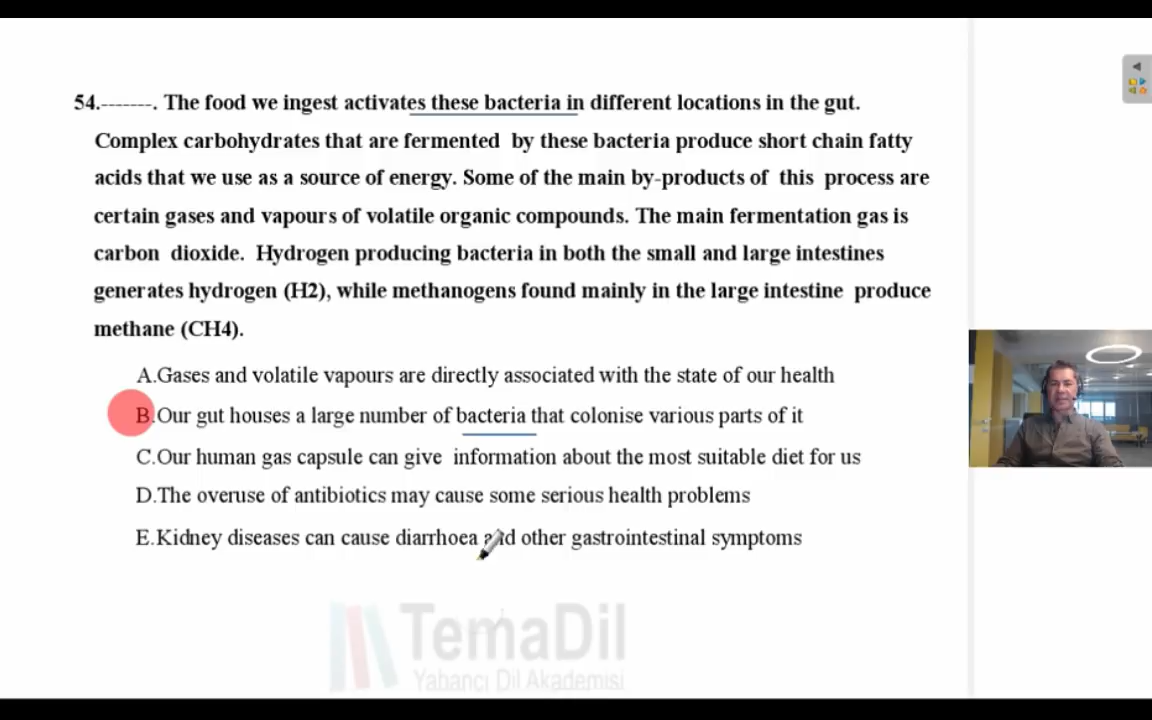 54.-------. The food we ingest activates these bacteria in different locations in the gut.
Complex carbohydrates that are fermented by these bacteria produce short chain fatty
acids that we use as a source of energy. Some of the main by-products of this process are
certain gases and vapours of volatile organic compounds. The main fermentation gas is
carbon dioxide. Hydrogen producing bacteria in both the small and large intestines
generates hydrogen (H2), while methanogens found mainly in the large intestine produce
methane (CH4).
A.Gases and volatile vapours are directly associated with the state of our health
B.Our gut houses a large number of bacteria that colonise various parts of it
C.Our human gas capsule can give information about the most suitable diet for us
D.The overuse of antibiotics may cause some serious health problems
E.Kidney diseases can cause diarrhoea and other gastrointestinal symptoms
TemaDil
Yabancı Dil Akademisi